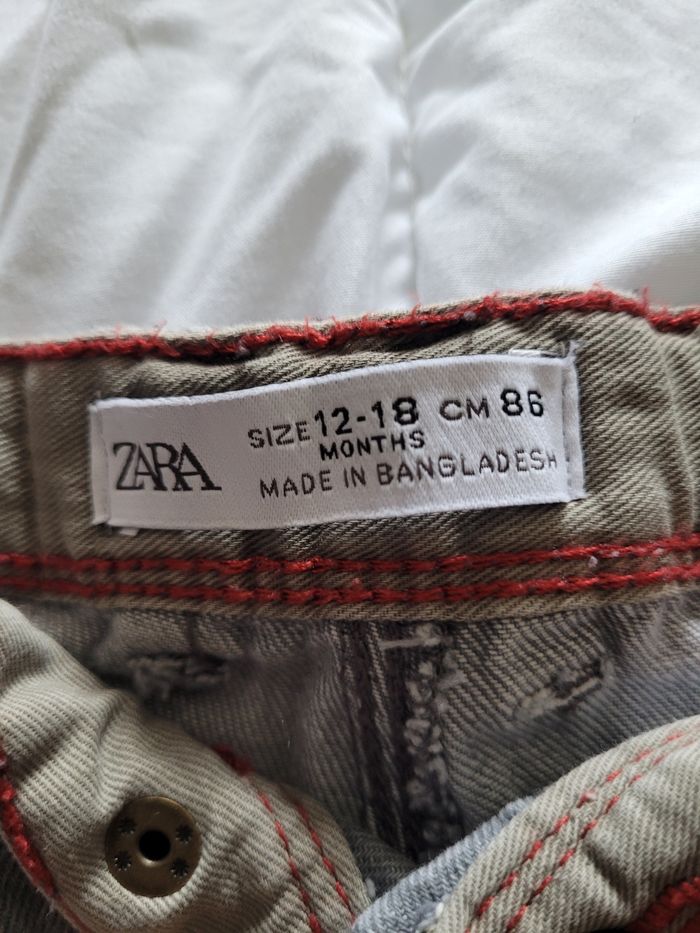 ZARA
SIZE 12-18 CM 86
MONTHS
MADE IN BANGLADESH